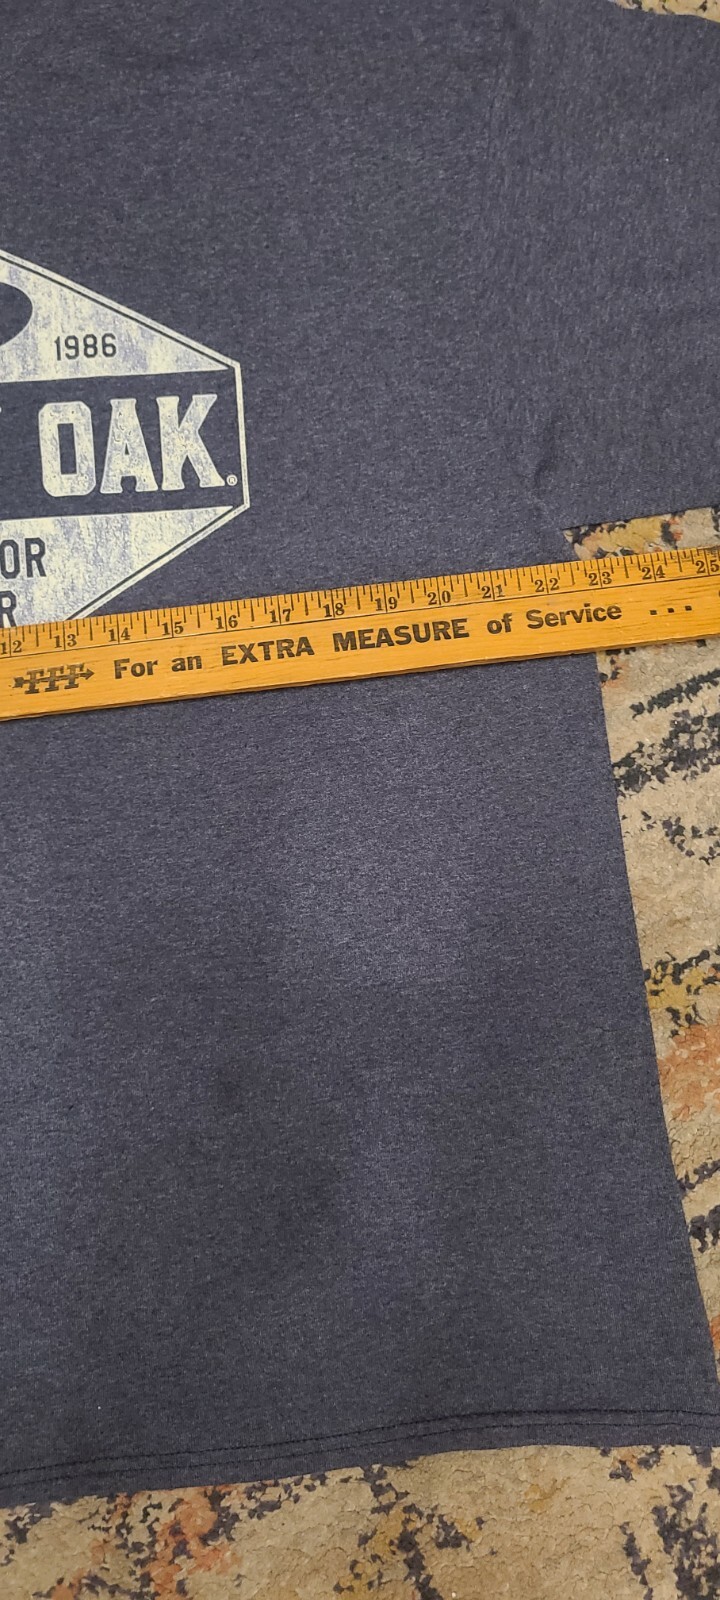 1986
OAK®
OR
R
12 13 14 15 16 17 18 19 20 21 22 23 24 25
FFF For an EXTRA MEASURE of Service ...